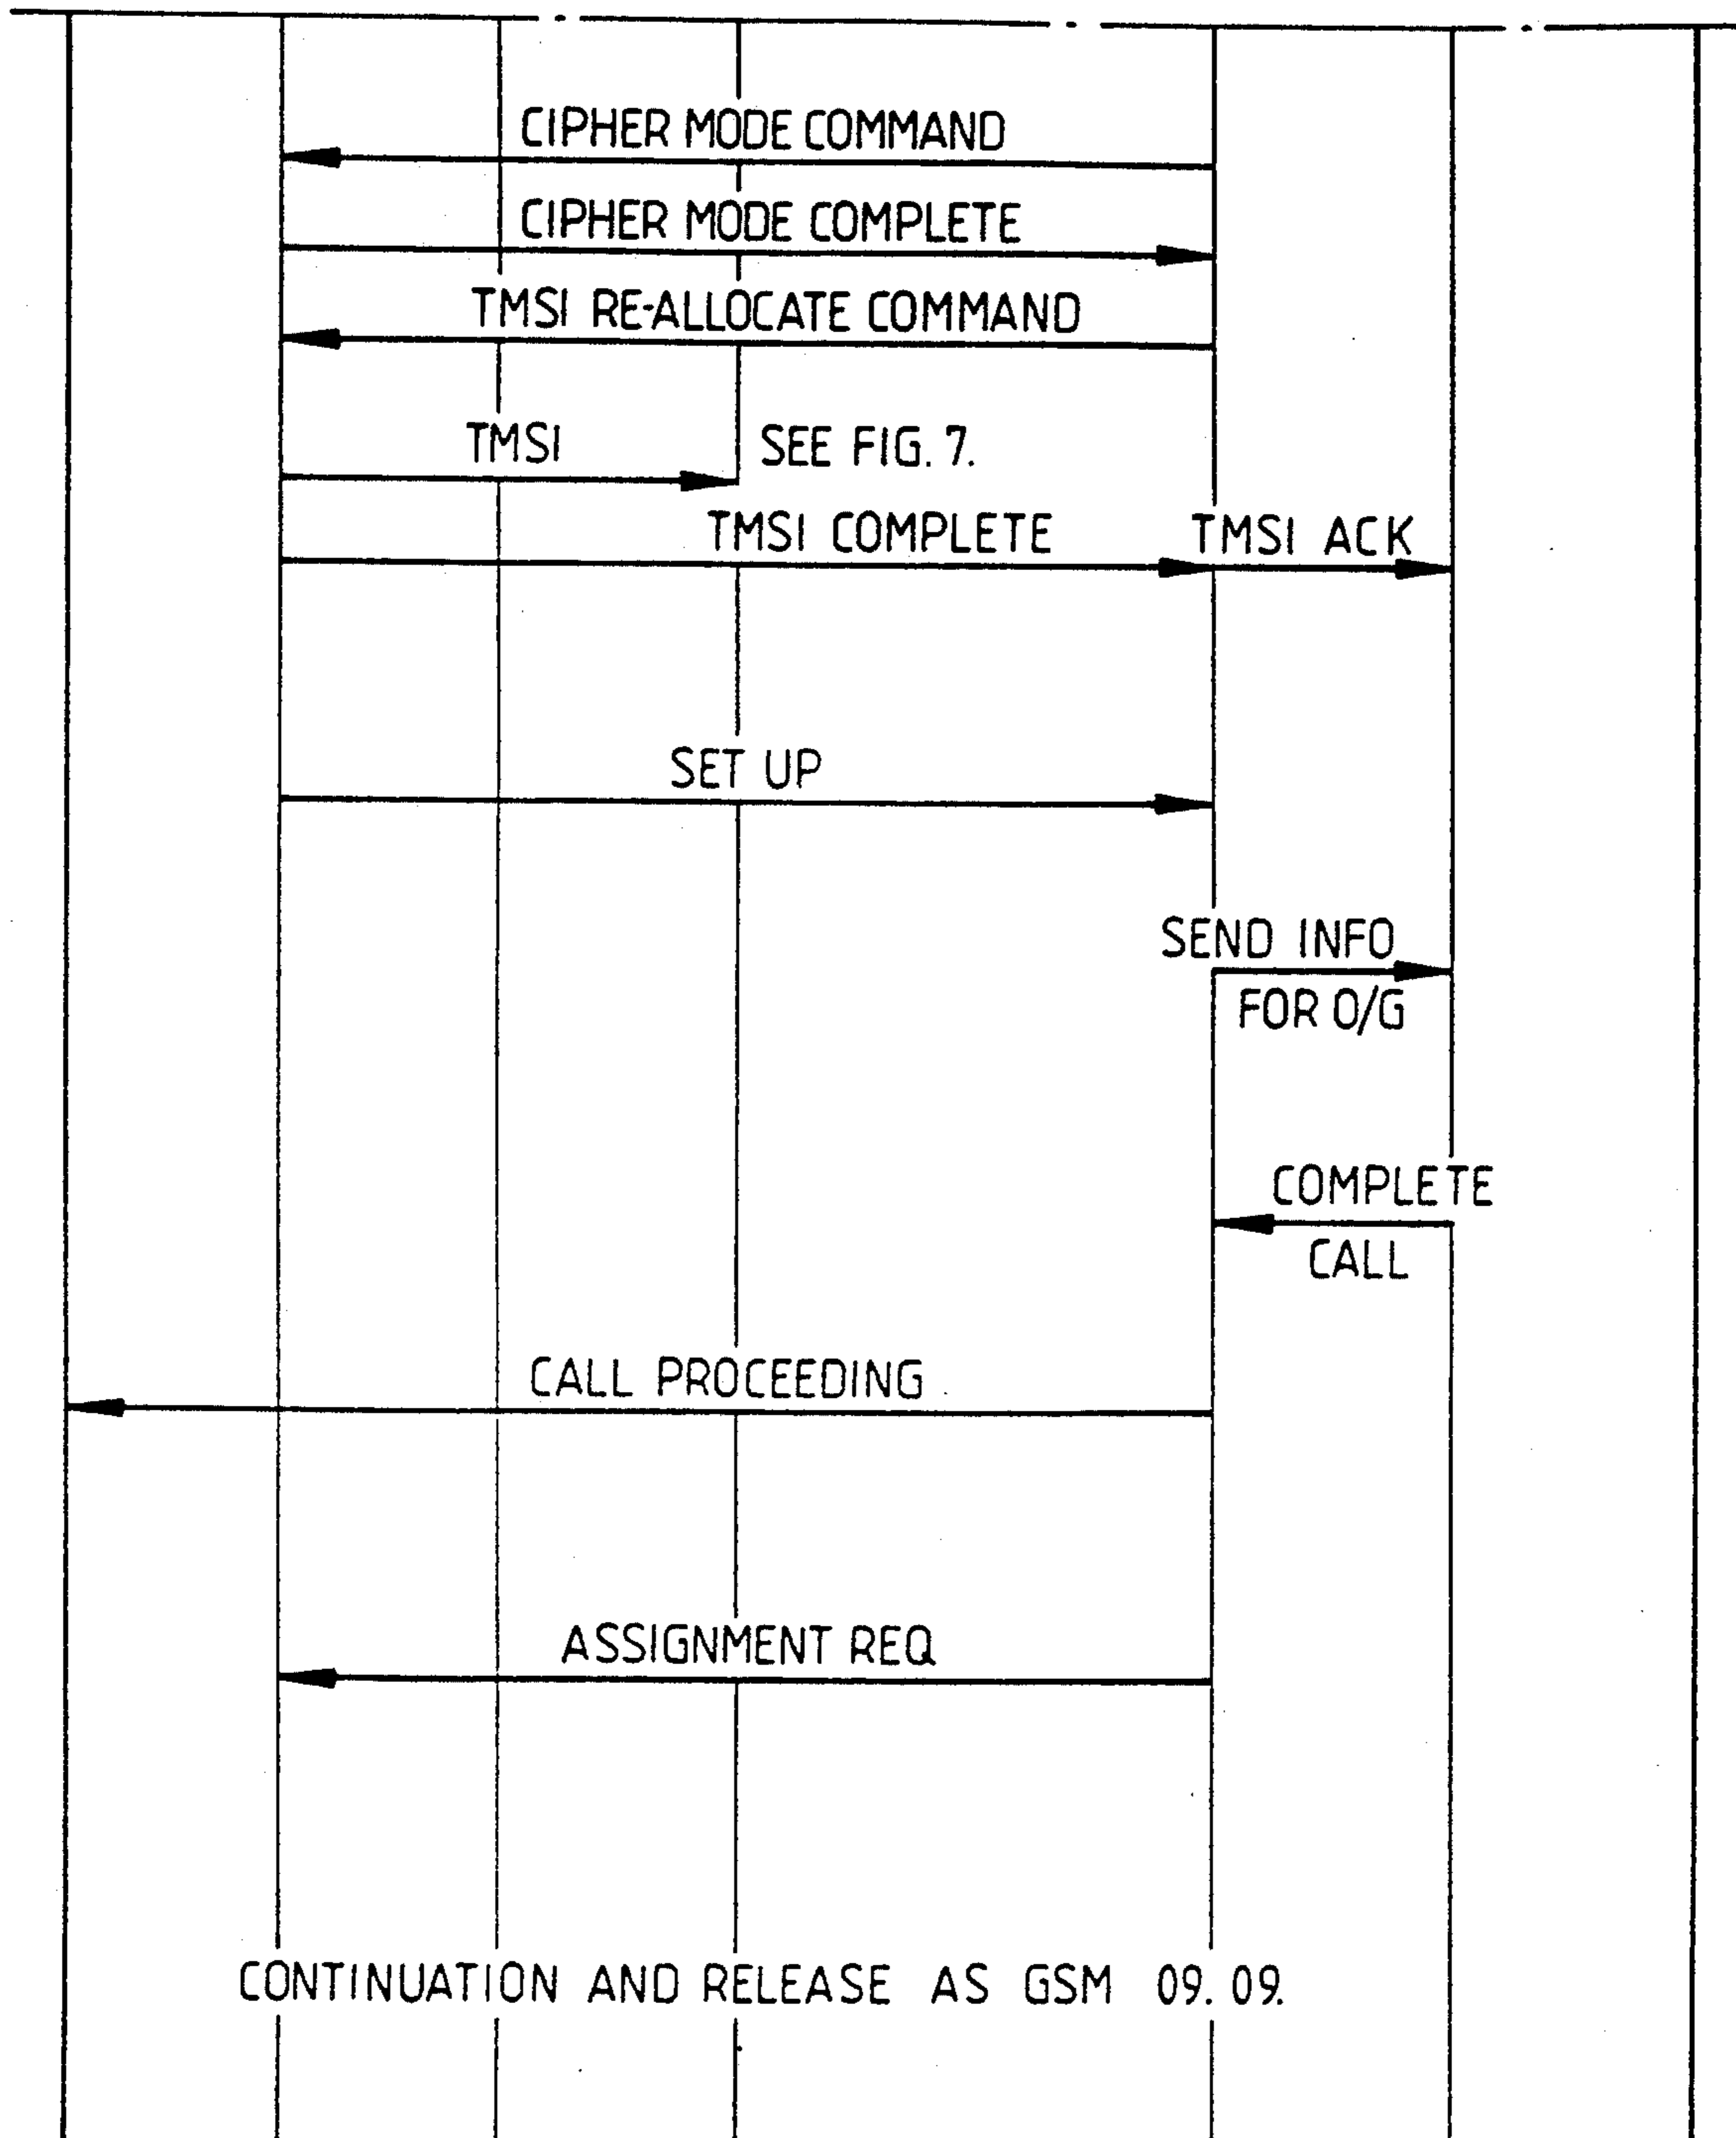 CIPHER MODE COMMAND
CIPHER MODE COMPLETE
TMSI RE-ALLOCATE COMMAND
TMSI
SEE FIG. 7.
TMSI COMPLETE
TMSI ACK
SET UP
SEND INFO
FOR O/G
COMPLETE
CALL
CALL PROCEEDING
ASSIGNMENT REQ
CONTINUATION AND RELEASE AS GSM 09.09.